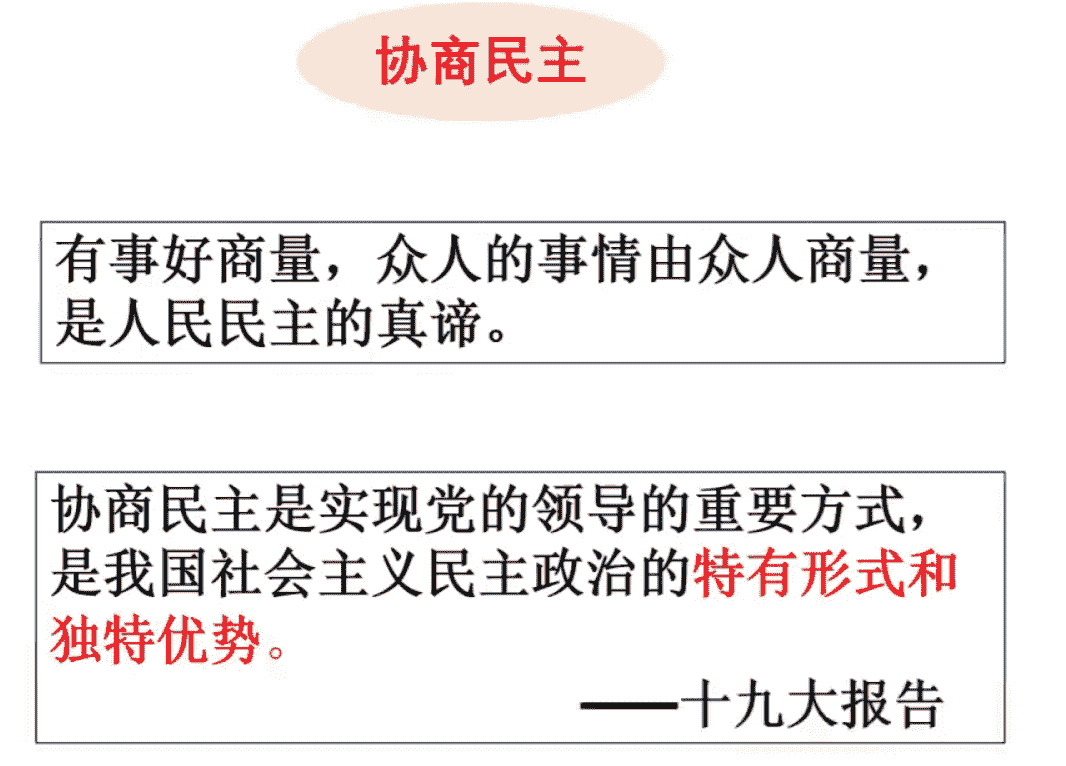 协商民主
有事好商量，众人的事情由众人商量，
是人民民主的真谛。
协商民主是实现党的领导的重要方式，
是我国社会主义民主政治的特有形式和
独特优势。
——十九大报告